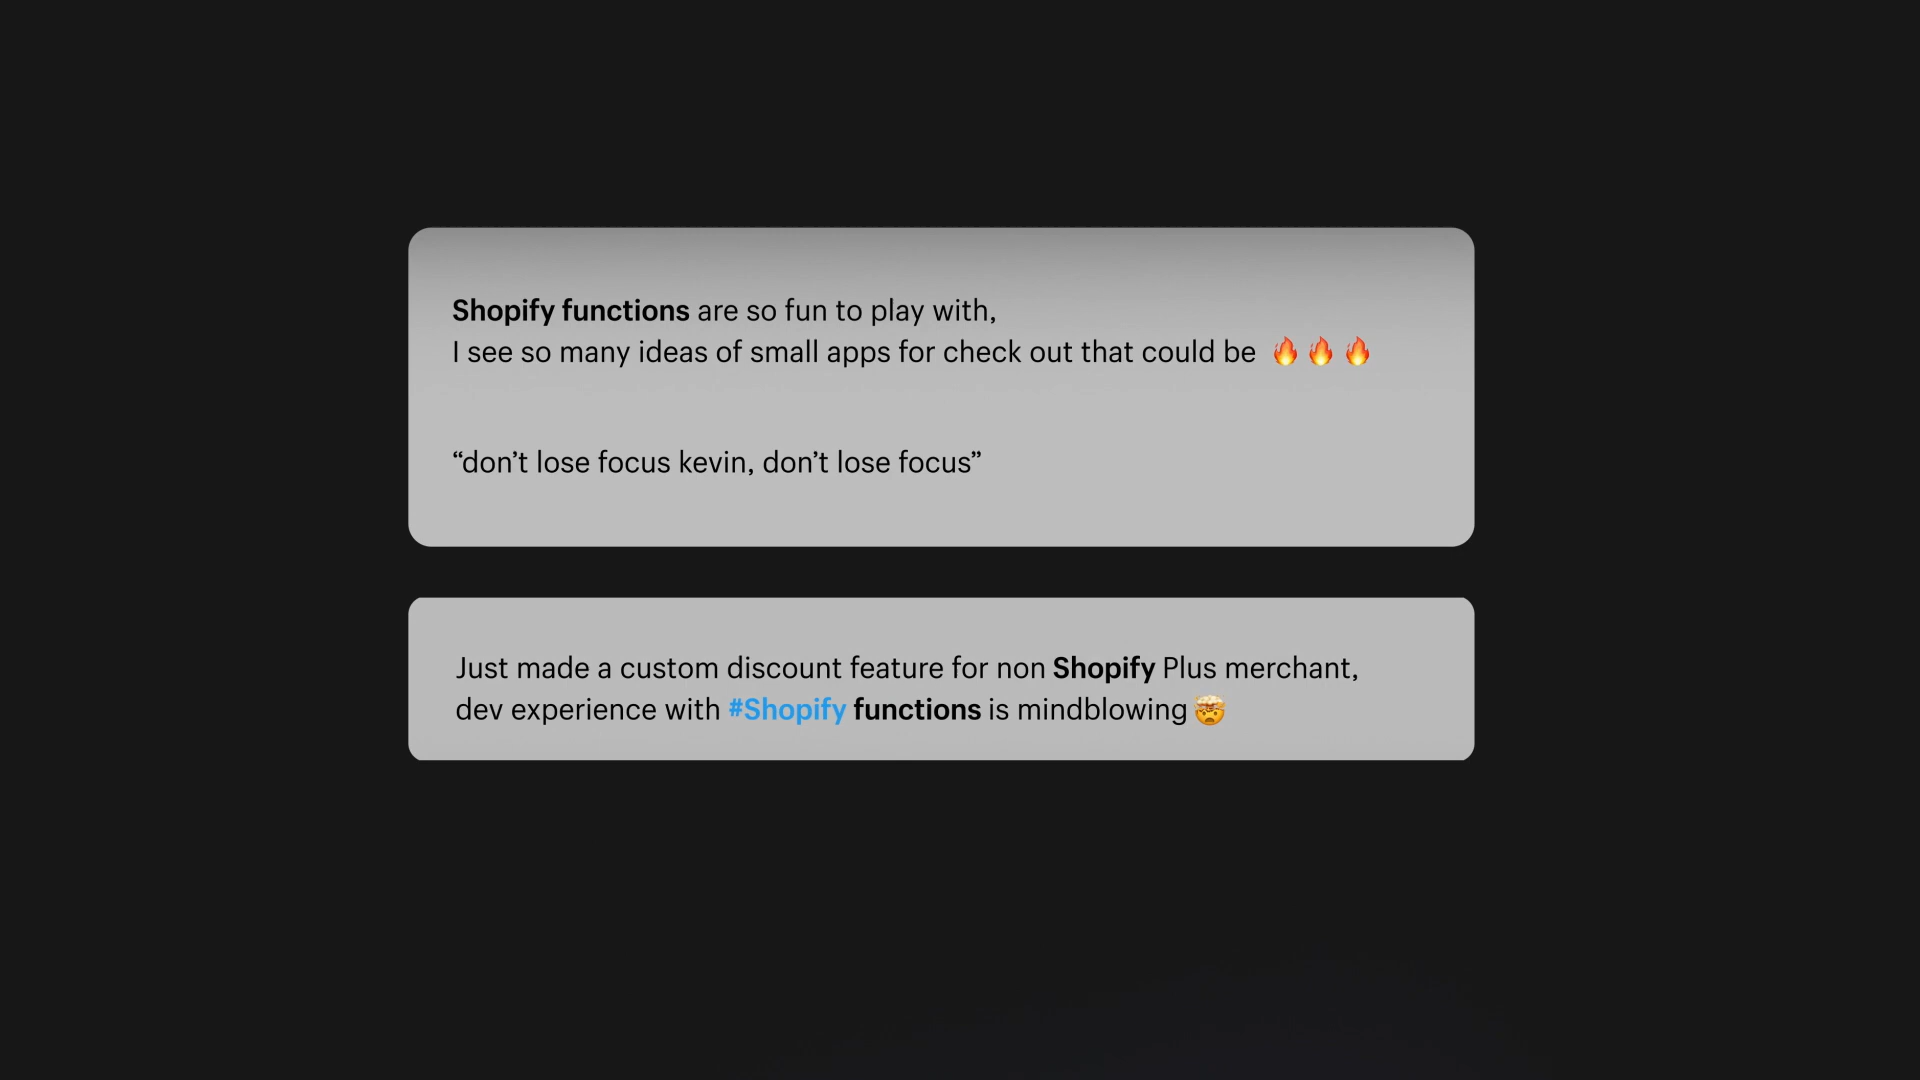 Shopify functions are so fun to play with,
I see so many ideas of small apps for check out that could be 🔥🔥🔥
“don’t lose focus kevin, don’t lose focus”
Just made a custom discount feature for non Shopify Plus merchant,
dev experience with #Shopify functions is mindblowing 🤯